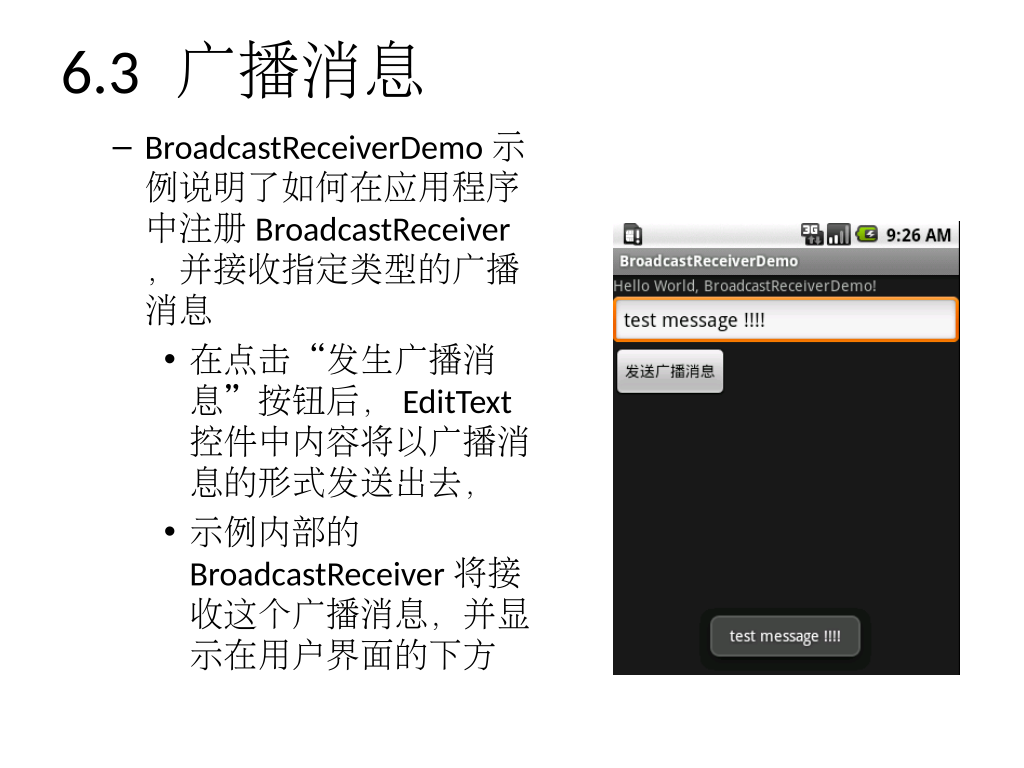 6.3 广播消息
– BroadcastReceiverDemo 示
例说明了如何在应用程序
中注册 BroadcastReceiver
，并接收指定类型的广播
消息
• 在点击“发生广播消
息”按钮后， EditText
控件中内容将以广播消
息的形式发送出去，
• 示例内部的
BroadcastReceiver 将接
收这个广播消息，并显
示在用户界面的下方
3G 9:26 AM
BroadcastReceiverDemo
Hello World, BroadcastReceiverDemo!
test message !!!!
发送广播消息
test message !!!!